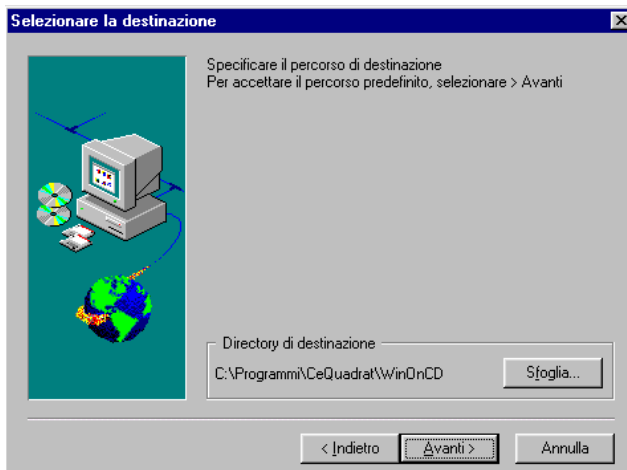 Selezionare la destinazione
Specificare il percorso di destinazione
Per accettare il percorso predefinito, selezionare > Avanti
Directory di destinazione
C:\Programmi\CeQuadrat\WinOnCD
Sfoglia...
< Indietro
Avanti >
Annulla